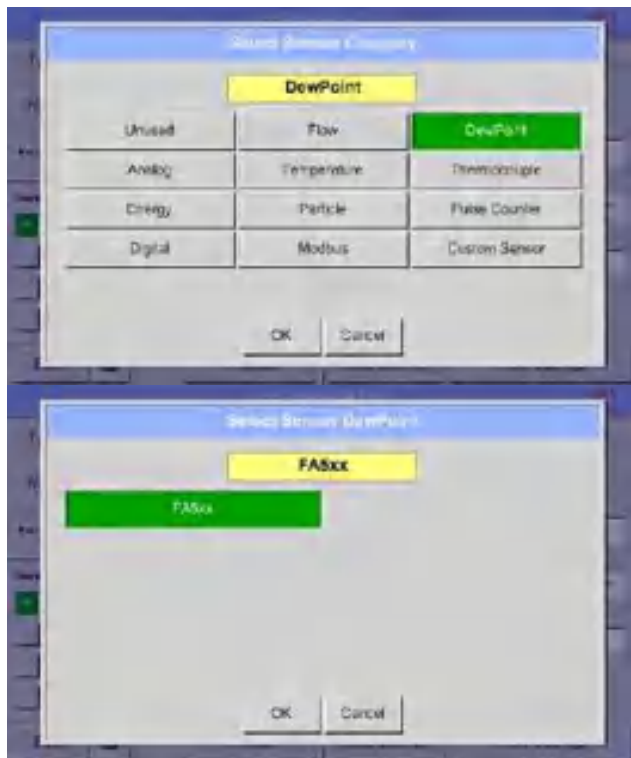 Select Sensor Category
DewPoint
Unused Flow DewPoint
Analog Temperature Thermocouple
Energy Particle Pulse Counter
Digital Modbus Custom Sensor
OK Cancel
Select Sensor DewPoint
FA5xx
FA5xx
OK Cancel